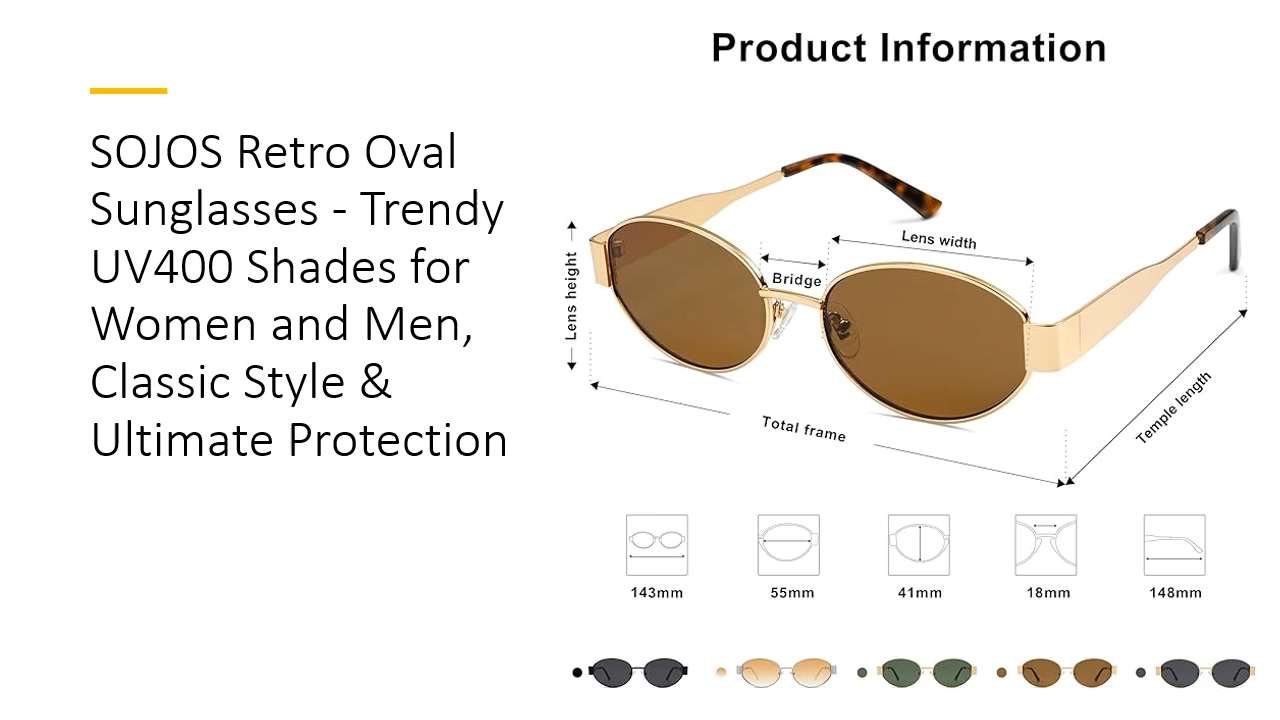 Product Information
SOJOS Retro Oval
Sunglasses - Trendy
UV400 Shades for
Women and Men,
Classic Style &
Ultimate Protection
Lens height
Bridge
Lens width
Total frame
Temple length
143mm
55mm
41mm
18mm
148mm